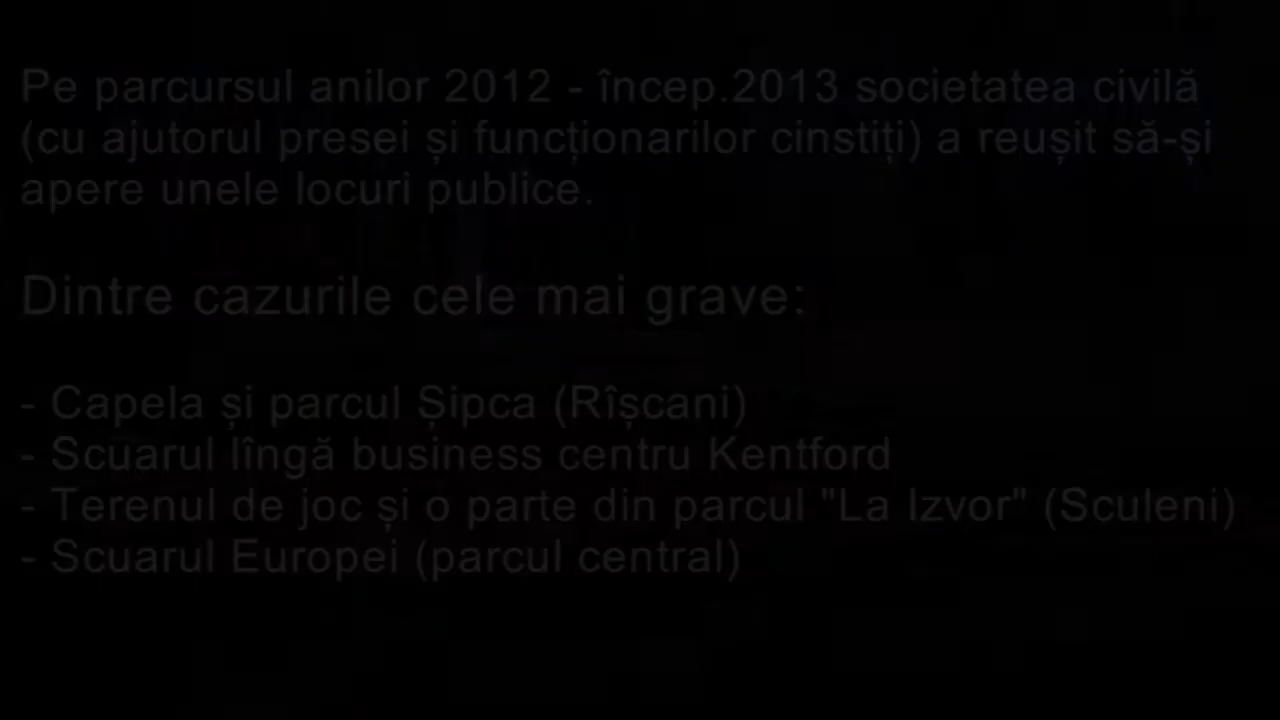 Pe parcursul anilor 2012 - încep.2013 societatea civilă
(cu ajutorul presei și funcționarilor cinstiți) a reușit să-și
apere unele locuri publice.
Dintre cazurile cele mai grave:
- Capela și parcul Șipca (Rîșcani)
- Scuarul lîngă business centru Kentford
- Terenul de joc și o parte din parcul "La Izvor" (Sculeni)
- Scuarul Europei (parcul central)